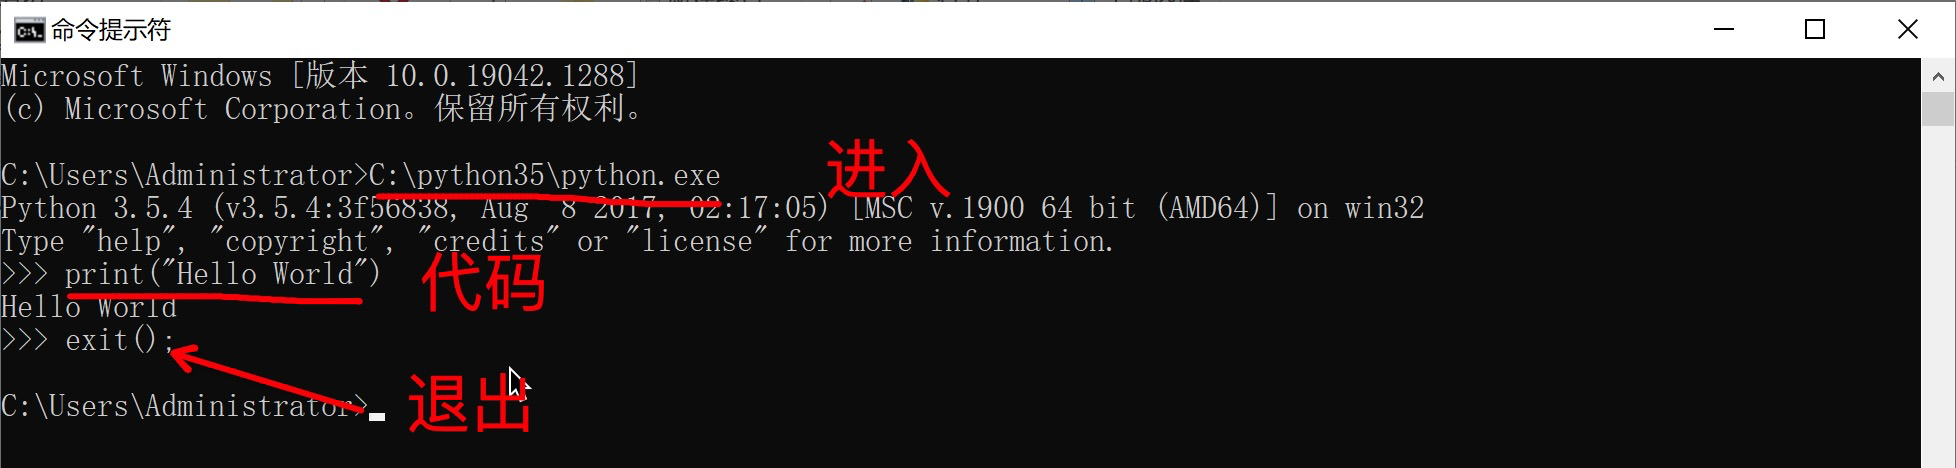 命令提示符
Microsoft Windows [版本 10.0.19042.1288]
(c) Microsoft Corporation。保留所有权利。
C:\Users\Administrator>C:\python35\python.exe
进入
Python 3.5.4 (v3.5.4:3f56838, Aug  8 2017, 02:17:05) [MSC v.1900 64 bit (AMD64)] on win32
Type "help", "copyright", "credits" or "license" for more information.
>>> print("Hello World")
代码
Hello World
>>> exit();
C:\Users\Administrator>
退出